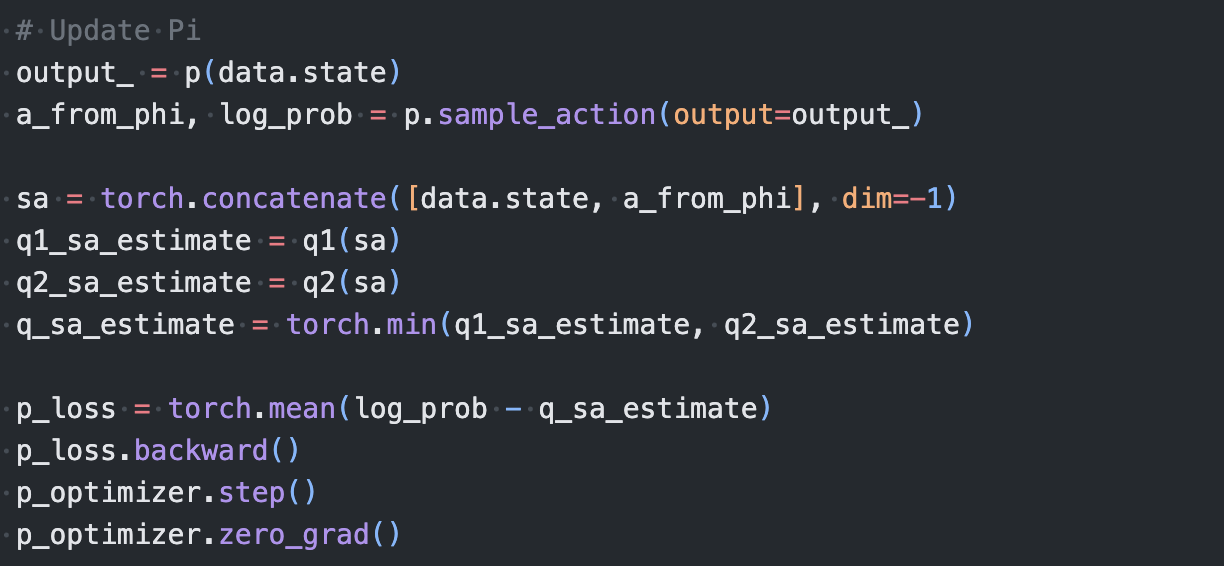 # Update Pi
output_ = p(data.state)
a_from_phi, log_prob = p.sample_action(output=output_)
sa = torch.concatenate([data.state, a_from_phi], dim=-1)
q1_sa_estimate = q1(sa)
q2_sa_estimate = q2(sa)
q_sa_estimate = torch.min(q1_sa_estimate, q2_sa_estimate)
p_loss = torch.mean(log_prob - q_sa_estimate)
p_loss.backward()
p_optimizer.step()
p_optimizer.zero_grad()